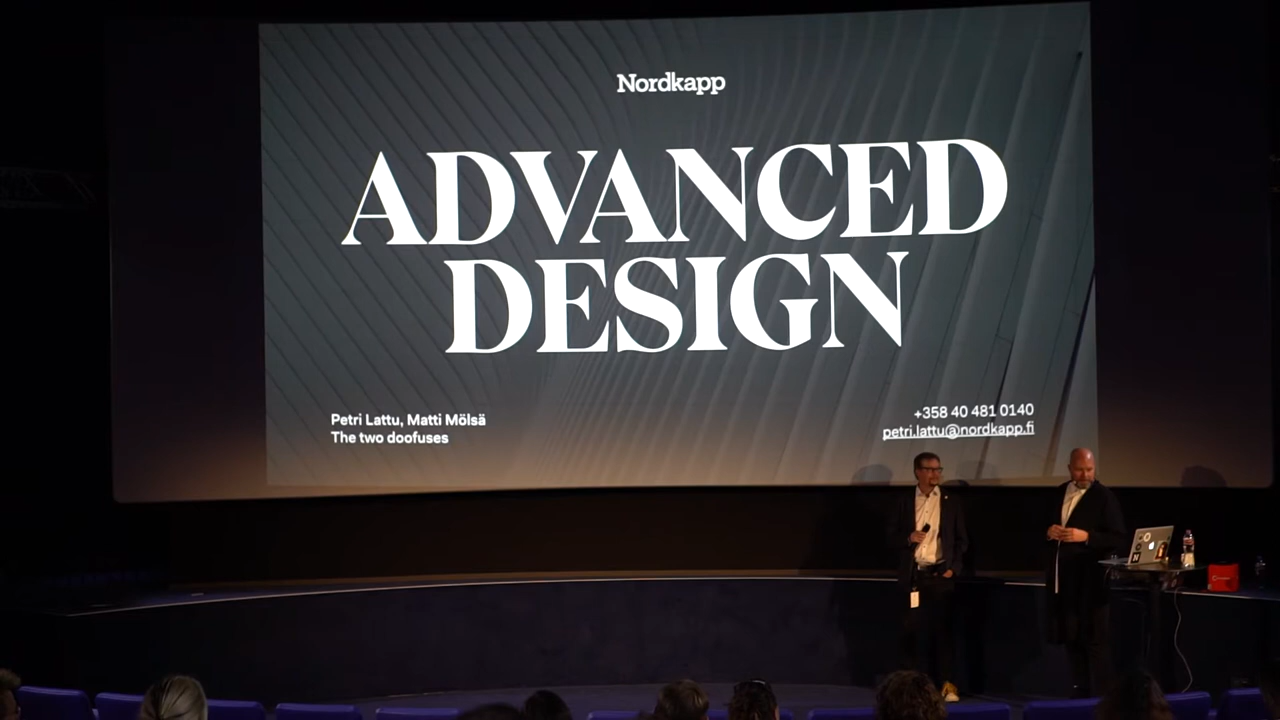 Nordkapp
ADVANCED
DESIGN
Petri Lattu, Matti Mölsä
The two doofuses
+358 40 481 0140
petri.lattu@nordkapp.fi